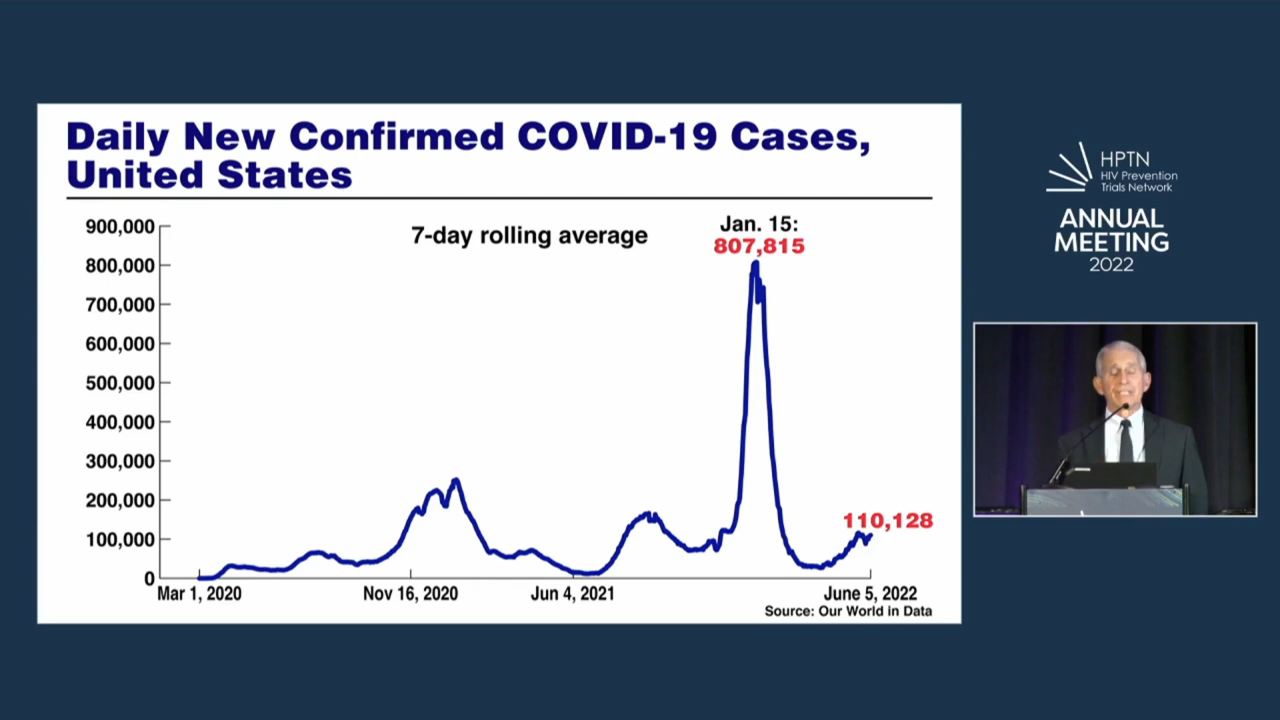 Daily New Confirmed COVID-19 Cases,
United States
7-day rolling average
Jan. 15:
807,815
900,000
800,000
700,000
600,000
500,000
400,000
300,000
200,000
100,000
0
110,128
Mar 1, 2020
Nov 16, 2020
Jun 4, 2021
June 5, 2022
Source: Our World in Data
HPTN
HIV Prevention
Trials Network
ANNUAL
MEETING
2022